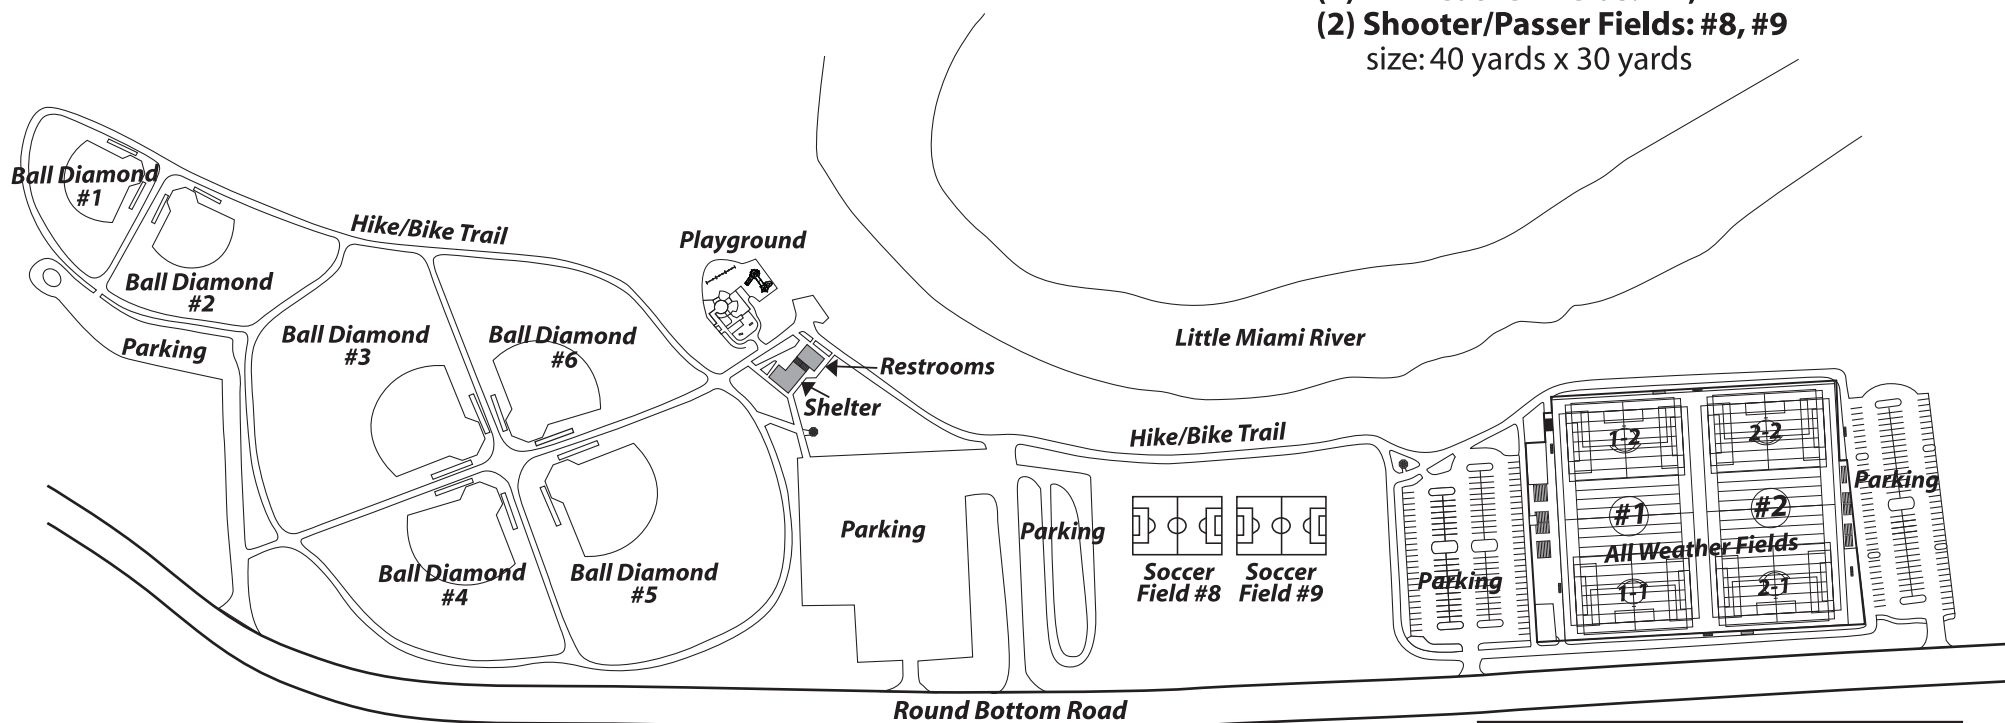 (2) Shooter/Passer Fields: #8, #9
size: 40 yards x 30 yards
Ball Diamond
#1
Hike/Bike Trail
Playground
Ball Diamond
#2
Ball Diamond
#3
Ball Diamond
#6
Parking
Little Miami River
Restrooms
Shelter
Hike/Bike Trail
1-2
2-2
Parking
#1
#2
All Weather Fields
Parking
Parking
Soccer
Field #8
Soccer
Field #9
Parking
1-1
2-1
Ball Diamond
#4
Ball Diamond
#5
Round Bottom Road